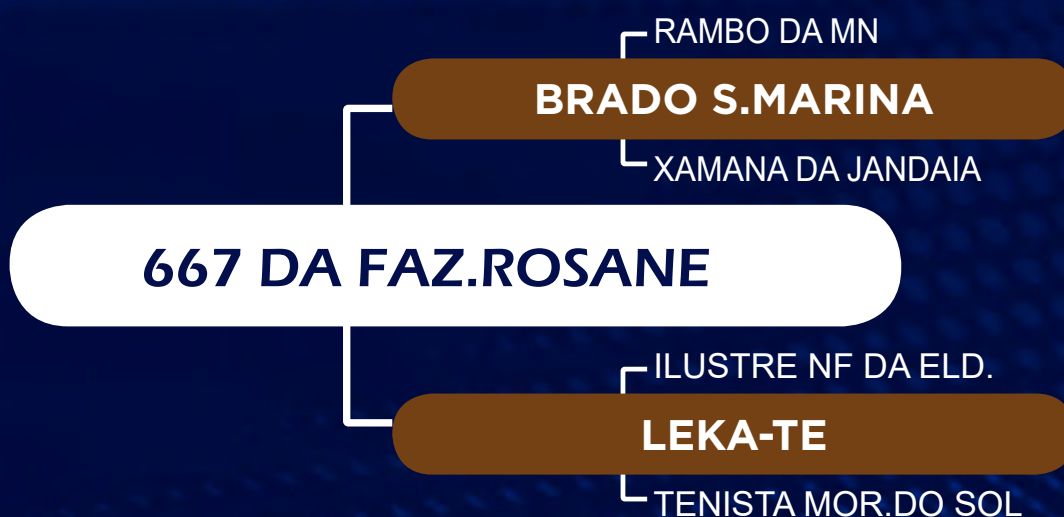 RAMBO DA MN
BRADO S.MARINA
XAMANA DA JANDAIA
667 DA FAZ.ROSANE
ILUSTRE NF DA ELD.
LEKA-TE
TENISTA MOR.DO SOL